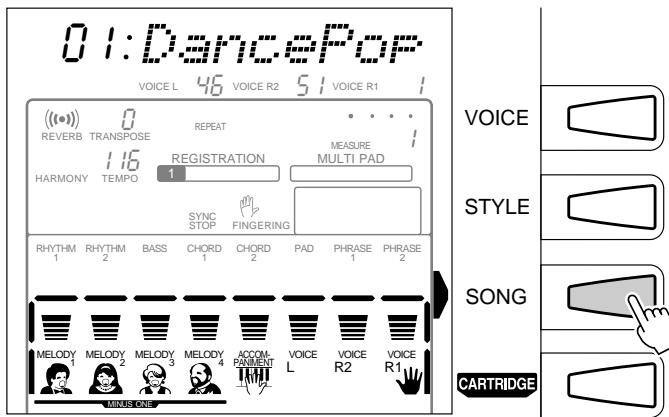 01:DancePop
VOICE L 46 VOICE R2 51 VOICE R1 1
0
REVERB TRANSPOSE REPEAT
MEASURE 1
116 REGISTRATION MULTI PAD
HARMONY TEMPO 1
SYNC
STOP FINGERING
RHYTHM 1 RHYTHM 2 BASS CHORD 1 CHORD 2 PAD PHRASE 1 PHRASE 2
MELODY 1 MELODY 2 MELODY 3 MELODY 4 ACCOM-PANIMENT VOICE L VOICE R2 VOICE R1
MINUS ONE
VOICE
STYLE
SONG
CARTRIDGE